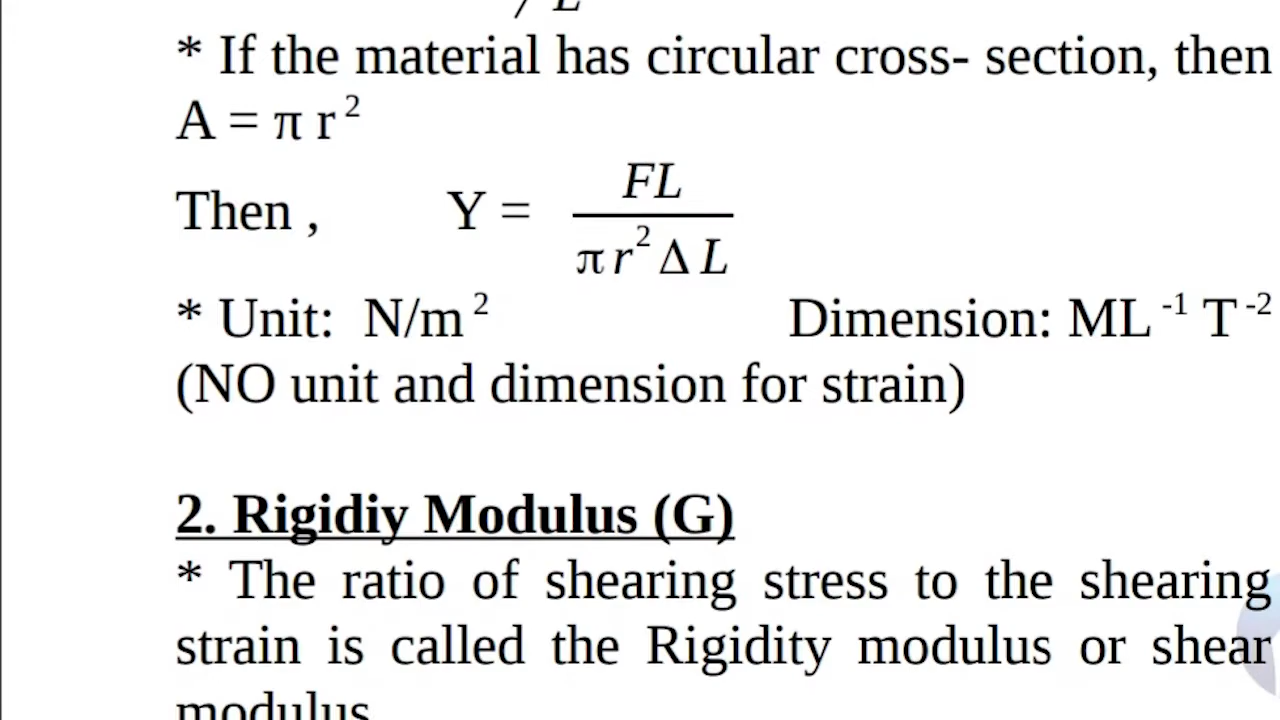 / L
* If the material has circular cross- section, then
A = π r²
Then , Y = FL / π r² Δ L
* Unit: N/m² Dimension: ML⁻¹ T⁻²
(NO unit and dimension for strain)
2. Rigidiy Modulus (G)
* The ratio of shearing stress to the shearing
strain is called the Rigidity modulus or shear
modulus